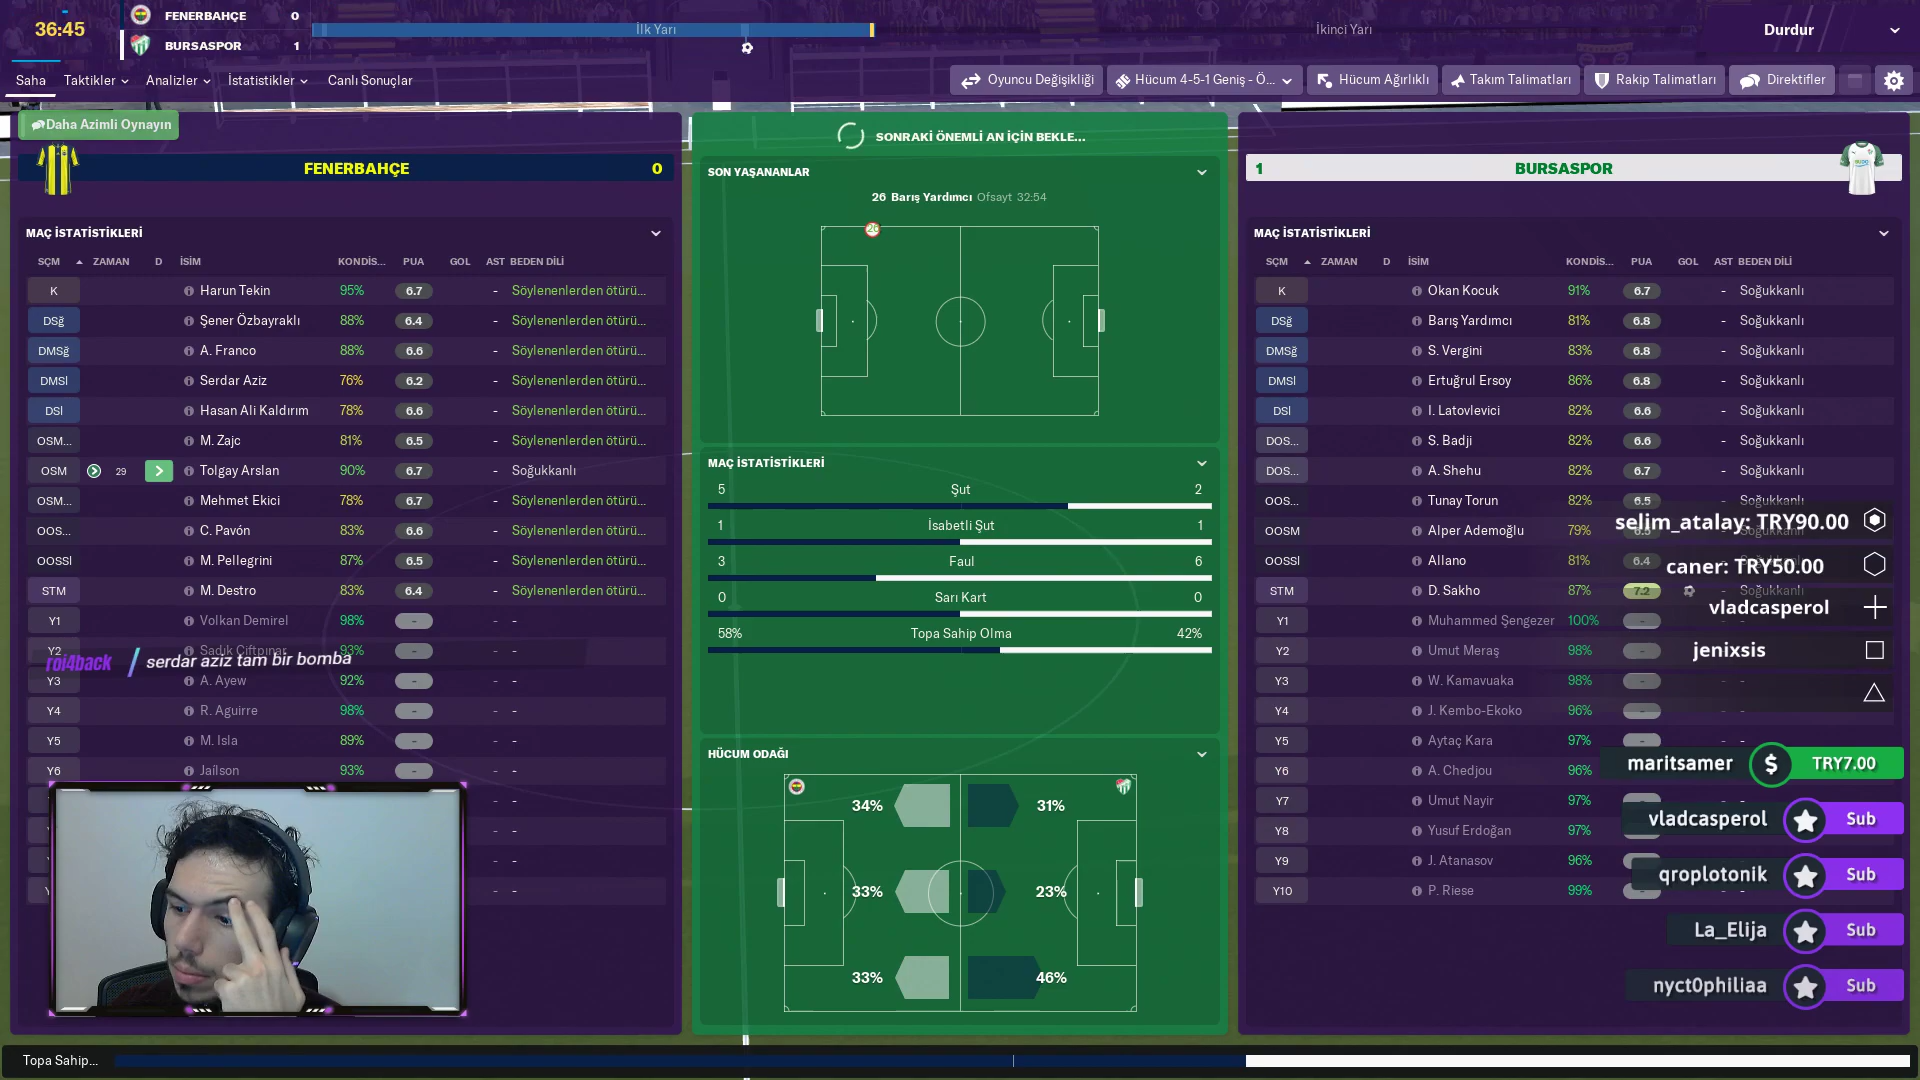 36:45
FENERBAHÇE 0
BURSASPOR 1
İlk Yarı
İkinci Yarı
Durdur
Saha Taktikler Analizler İstatistikler Canlı Sonuçlar
Oyuncu Değişikliği Hücum 4-5-1 Geniş - Ö... Hücum Ağırlıklı Takım Talimatları Rakip Talimatları Direktifler
Daha Azimli Oynayın
FENERBAHÇE 0
MAÇ İSTATİSTİKLERİ
SÇM ZAMAN D İSİM KONDİS... PUA GOL AST BEDEN DİLİ
K Harun Tekin 95% 6.7 - Söylenenlerden ötürü...
DSğ Şener Özbayraklı 88% 6.4 - Söylenenlerden ötürü...
DMSğ A. Franco 88% 6.6 - Söylenenlerden ötürü...
DMSl Serdar Aziz 76% 6.2 - Söylenenlerden ötürü...
DSl Hasan Ali Kaldırım 78% 6.6 - Söylenenlerden ötürü...
OSM... M. Zajc 81% 6.5 - Söylenenlerden ötürü...
OSM 29 Tolgay Arslan 90% 6.7 - Soğukkanlı
OSM... Mehmet Ekici 78% 6.7 - Söylenenlerden ötürü...
OOS... C. Pavón 83% 6.6 - Söylenenlerden ötürü...
OOSSl M. Pellegrini 87% 6.5 - Söylenenlerden ötürü...
STM M. Destro 83% 6.4 - Söylenenlerden ötürü...
Y1 Volkan Demirel 98% - - -
Y2 Sadık Çiftpınar 93% - - -
roi4back / serdar aziz tam bir bomba
Y3 A. Ayew 92% - - -
Y4 R. Aguirre 98% - - -
Y5 M. Isla 89% - - -
Y6 Jaílson 93% - - -
- -
- -
- -
- -
SONRAKİ ÖNEMLİ AN İÇİN BEKLE...
SON YAŞANANLAR
26 Barış Yardımcı Ofsayt 32:54
26
MAÇ İSTATİSTİKLERİ
5 Şut 2
1 İsabetli Şut 1
3 Faul 6
0 Sarı Kart 0
58% Topa Sahip Olma 42%
HÜCUM ODAĞI
34% 31%
33% 23%
33% 46%
1 BURSASPOR
MAÇ İSTATİSTİKLERİ
SÇM ZAMAN D İSİM KONDİS... PUA GOL AST BEDEN DİLİ
K Okan Kocuk 91% 6.7 - Soğukkanlı
DSğ Barış Yardımcı 81% 6.8 - Soğukkanlı
DMSğ S. Vergini 83% 6.8 - Soğukkanlı
DMSl Ertuğrul Ersoy 86% 6.8 - Soğukkanlı
DSl I. Latovlevici 82% 6.6 - Soğukkanlı
DOS... S. Badji 82% 6.6 - Soğukkanlı
DOS... A. Shehu 82% 6.7 - Soğukkanlı
OOS... Tunay Torun 82% 6.5 - Soğukkanlı
selim_atalay: TRY90.00
OOSM Alper Ademoğlu 79% 6.5
OOSSl Allano 81% 6.4 Soğukkanlı
caner: TRY50.00
STM D. Sakho 87% 7.2 - Soğukkanlı
vladcasperol
Y1 Muhammed Şengezer 100% -
Y2 Umut Meraş 98% -
jenixsis
Y3 W. Kamavuaka 98% - - -
Y4 J. Kembo-Ekoko 96% - - -
Y5 Aytaç Kara 97% - - -
Y6 A. Chedjou 96%
maritsamer $ TRY7.00
Y7 Umut Nayir 97%
vladcasperol Sub
Y8 Yusuf Erdoğan 97%
Y9 J. Atanasov 96%
qroplotonik Sub
Y10 P. Riese 99%
La_Elija Sub
nyct0philiaa Sub
Topa Sahip...